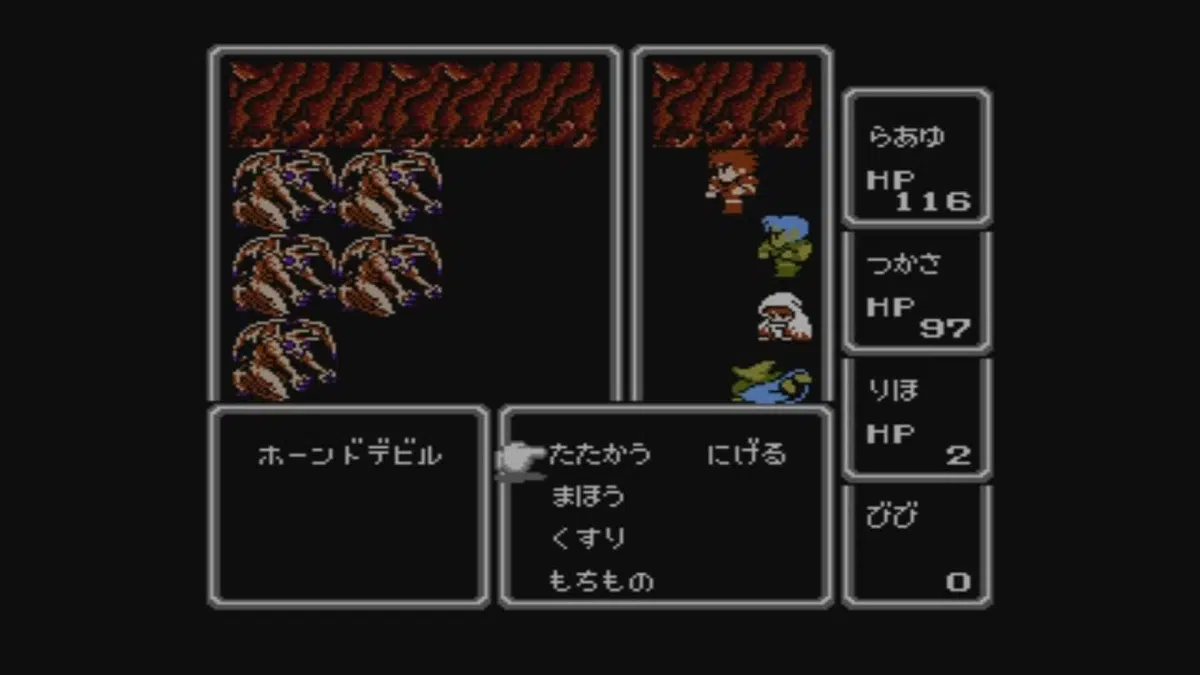 ホーンドデビル
たたかう にげる
まほう
くすり
もちもの
らあゆ
HP
116
つかさ
HP
97
りほ
HP
2
びび
0